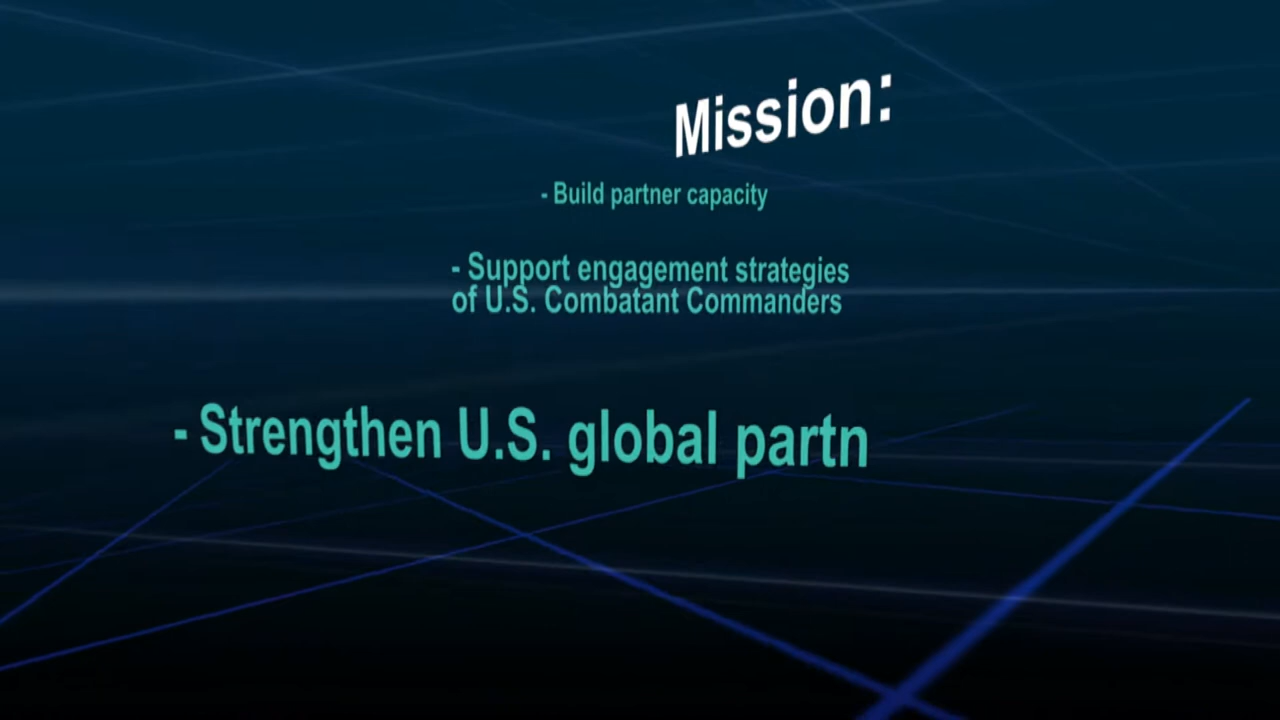 Mission:
- Build partner capacity
- Support engagement strategies
of U.S. Combatant Commanders
- Strengthen U.S. global partn